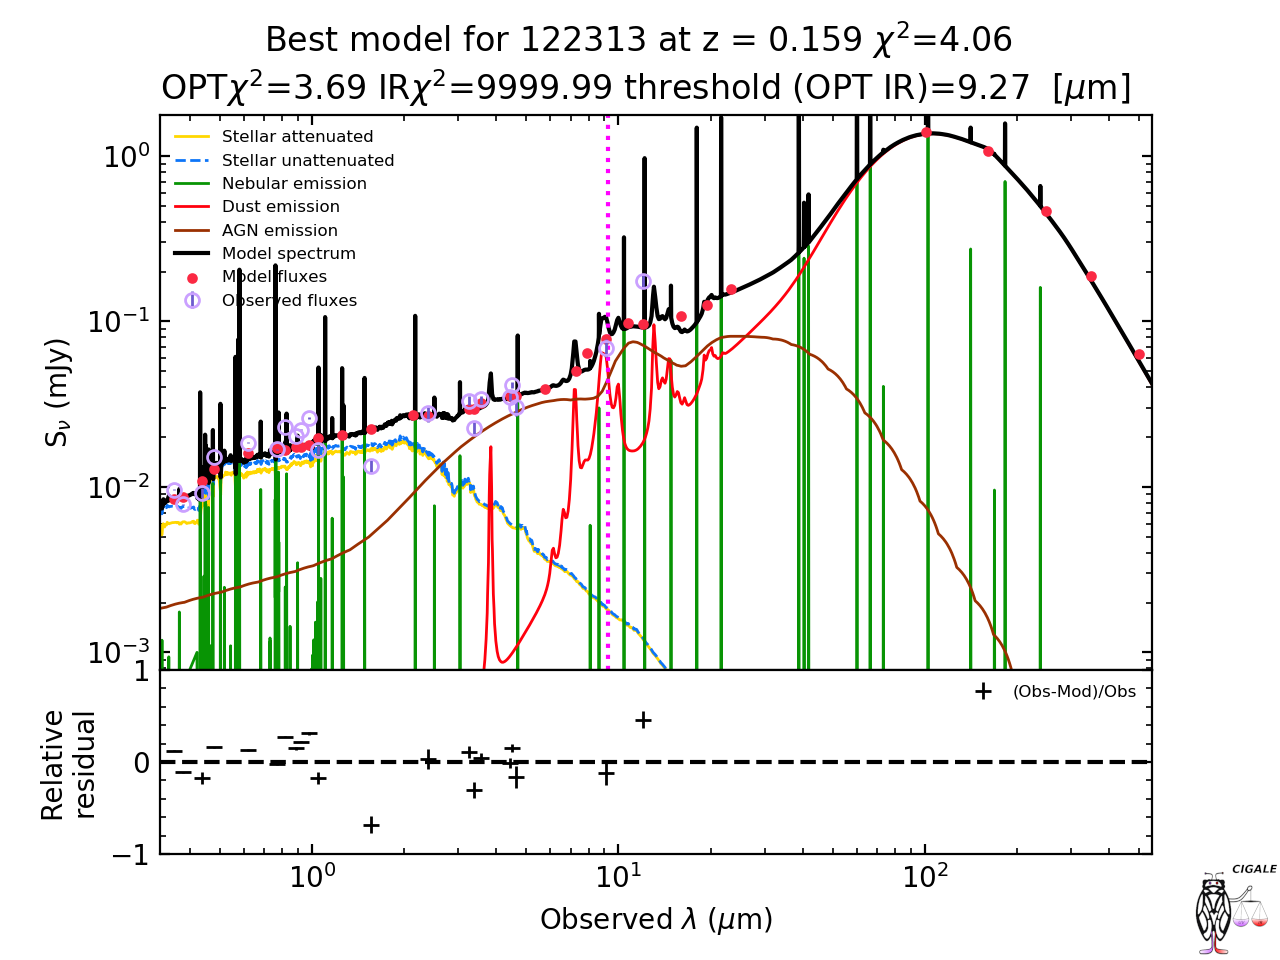 Best model for 122313 at z = 0.159 χ²=4.06
OPTχ²=3.69 IRχ²=9999.99 threshold (OPT IR)=9.27 [μm]
Stellar attenuated
Stellar unattenuated
Nebular emission
Dust emission
AGN emission
Model spectrum
Model fluxes
Observed fluxes
10⁰
10⁻¹
10⁻²
10⁻³
Sν (mJy)
(Obs-Mod)/Obs
1
0
−1
Relative
residual
10⁰ 10¹ 10²
Observed λ (μm)
CIGALE